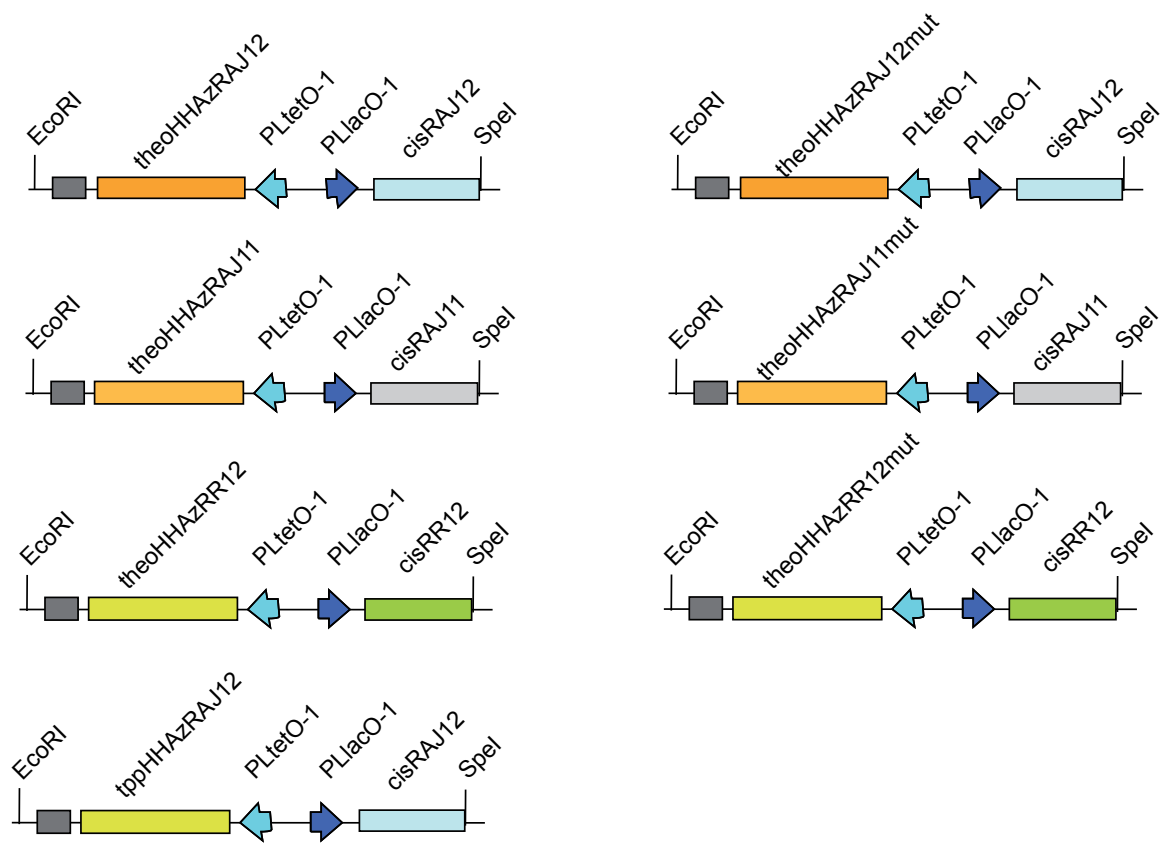 EcoRI theoHHAzRAJ12 PLtetO-1 PLlacO-1 cisRAJ12 SpeI
EcoRI theoHHAzRAJ12mut PLtetO-1 PLlacO-1 cisRAJ12 SpeI
EcoRI theoHHAzRAJ11 PLtetO-1 PLlacO-1 cisRAJ11 SpeI
EcoRI theoHHAzRAJ11mut PLtetO-1 PLlacO-1 cisRAJ11 SpeI
EcoRI theoHHAzRR12 PLtetO-1 PLlacO-1 cisRR12 SpeI
EcoRI theoHHAzRR12mut PLtetO-1 PLlacO-1 cisRR12 SpeI
EcoRI tppHHAzRAJ12 PLtetO-1 PLlacO-1 cisRAJ12 SpeI